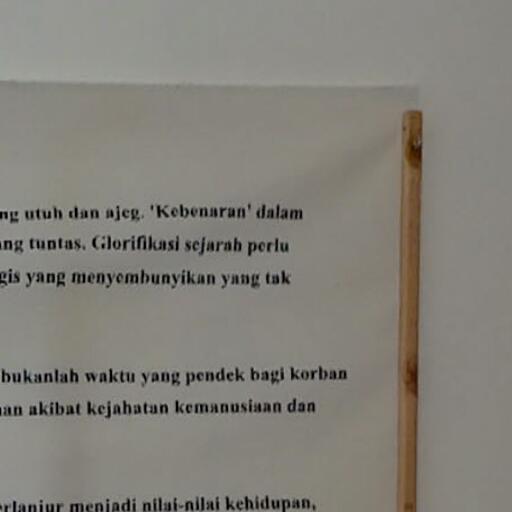 ng utuh dan ajeg. 'Kebenaran' dalam
ang tuntas. Glorifikasi sejarah perlu
gis yang menyembunyikan yang tak
bukanlah waktu yang pendek bagi korban
nan akibat kejahatan kemanusiaan dan
erlanjur menjadi nilai-nilai kehidupan,